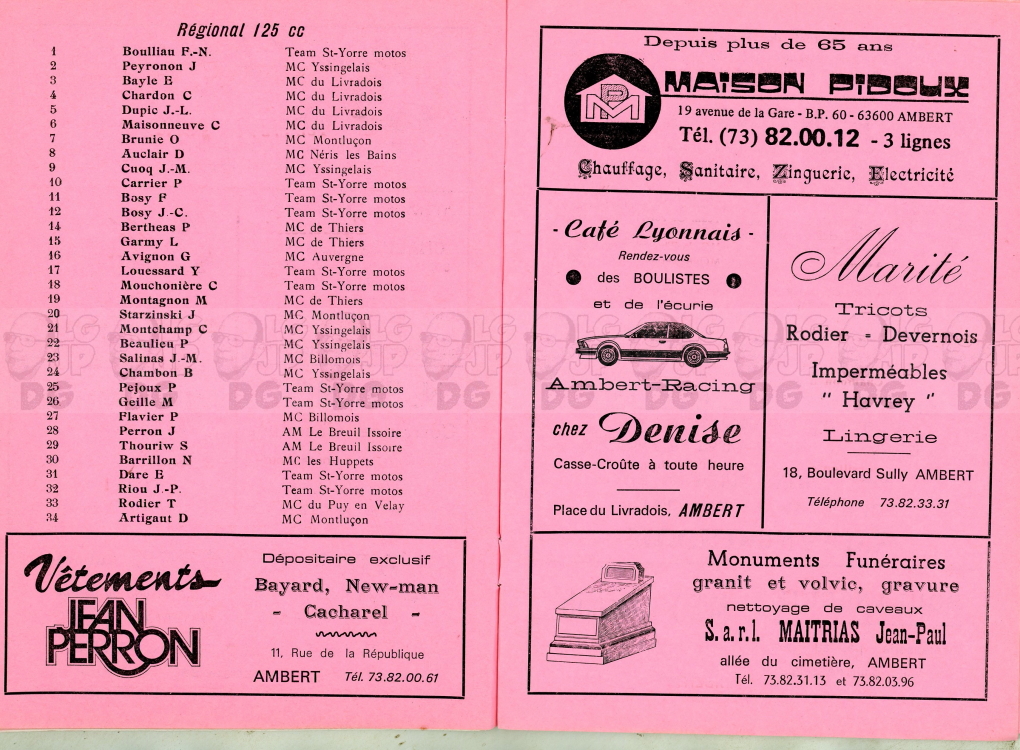 Régional 125 cc
1 Boulliau F.-N. Team St-Yorre motos
2 Peyronon J MC Yssingelais
3 Bayle E MC du Livradois
4 Chardon C MC du Livradois
5 Dupic J.-L. MC du Livradois
6 Maisonneuve C MC du Livradois
7 Brunie O MC Montluçon
8 Auclair D MC Néris les Bains
9 Cuoq J.-M. MC Yssingelais
10 Carrier P Team St-Yorre motos
11 Bosy F Team St-Yorre motos
12 Bosy J.-C. Team St-Yorre motos
14 Bertheas P MC de Thiers
15 Garmy L MC de Thiers
16 Avignon G MC Auvergne
17 Louessard Y Team St-Yorre motos
18 Mouchonière C Team St-Yorre motos
19 Montagnon M MC de Thiers
20 Starzinski J MC Montluçon
21 Montchamp C MC Yssingelais
22 Beaulieu P MC Yssingelais
23 Salinas J.-M. MC Billomois
24 Chambon B MC Yssingelais
25 Pejoux P Team St-Yorre motos
26 Geille M Team St-Yorre motos
27 Flavier P MC Billomois
28 Perron J AM Le Breuil Issoire
29 Thouriw S AM Le Breuil Issoire
30 Barrillon N MC les Huppets
31 Dare E Team St-Yorre motos
32 Riou J.-P. Team St-Yorre motos
33 Rodier T MC du Puy en Velay
34 Artigaut D MC Montluçon
Vêtements
JEAN
PERRON
Dépositaire exclusif
Bayard, New-man
- Cacharel -
11, Rue de la République
AMBERT Tél. 73.82.00.61
Depuis plus de 65 ans
PM
MAISON PIDOUX
19 avenue de la Gare - B.P. 60 - 63600 AMBERT
Tél. (73) 82.00.12 - 3 lignes
Chauffage, Sanitaire, Zinguerie, Electricité
- Café Lyonnais -
Rendez-vous
des BOULISTES
et de l'écurie
Ambert-Racing
chez Denise
Casse-Croûte à toute heure
Place du Livradois, AMBERT
Marité
Tricots
Rodier - Devernois
Imperméables
" Havrey "
Lingerie
18, Boulevard Sully AMBERT
Téléphone 73.82.33.31
Monuments Funéraires
granit et volvic, gravure
nettoyage de caveaux
S.a.r.l. MAITRIAS Jean-Paul
allée du cimetière, AMBERT
Tél. 73.82.31.13 et 73.82.03.96
LG JP DG